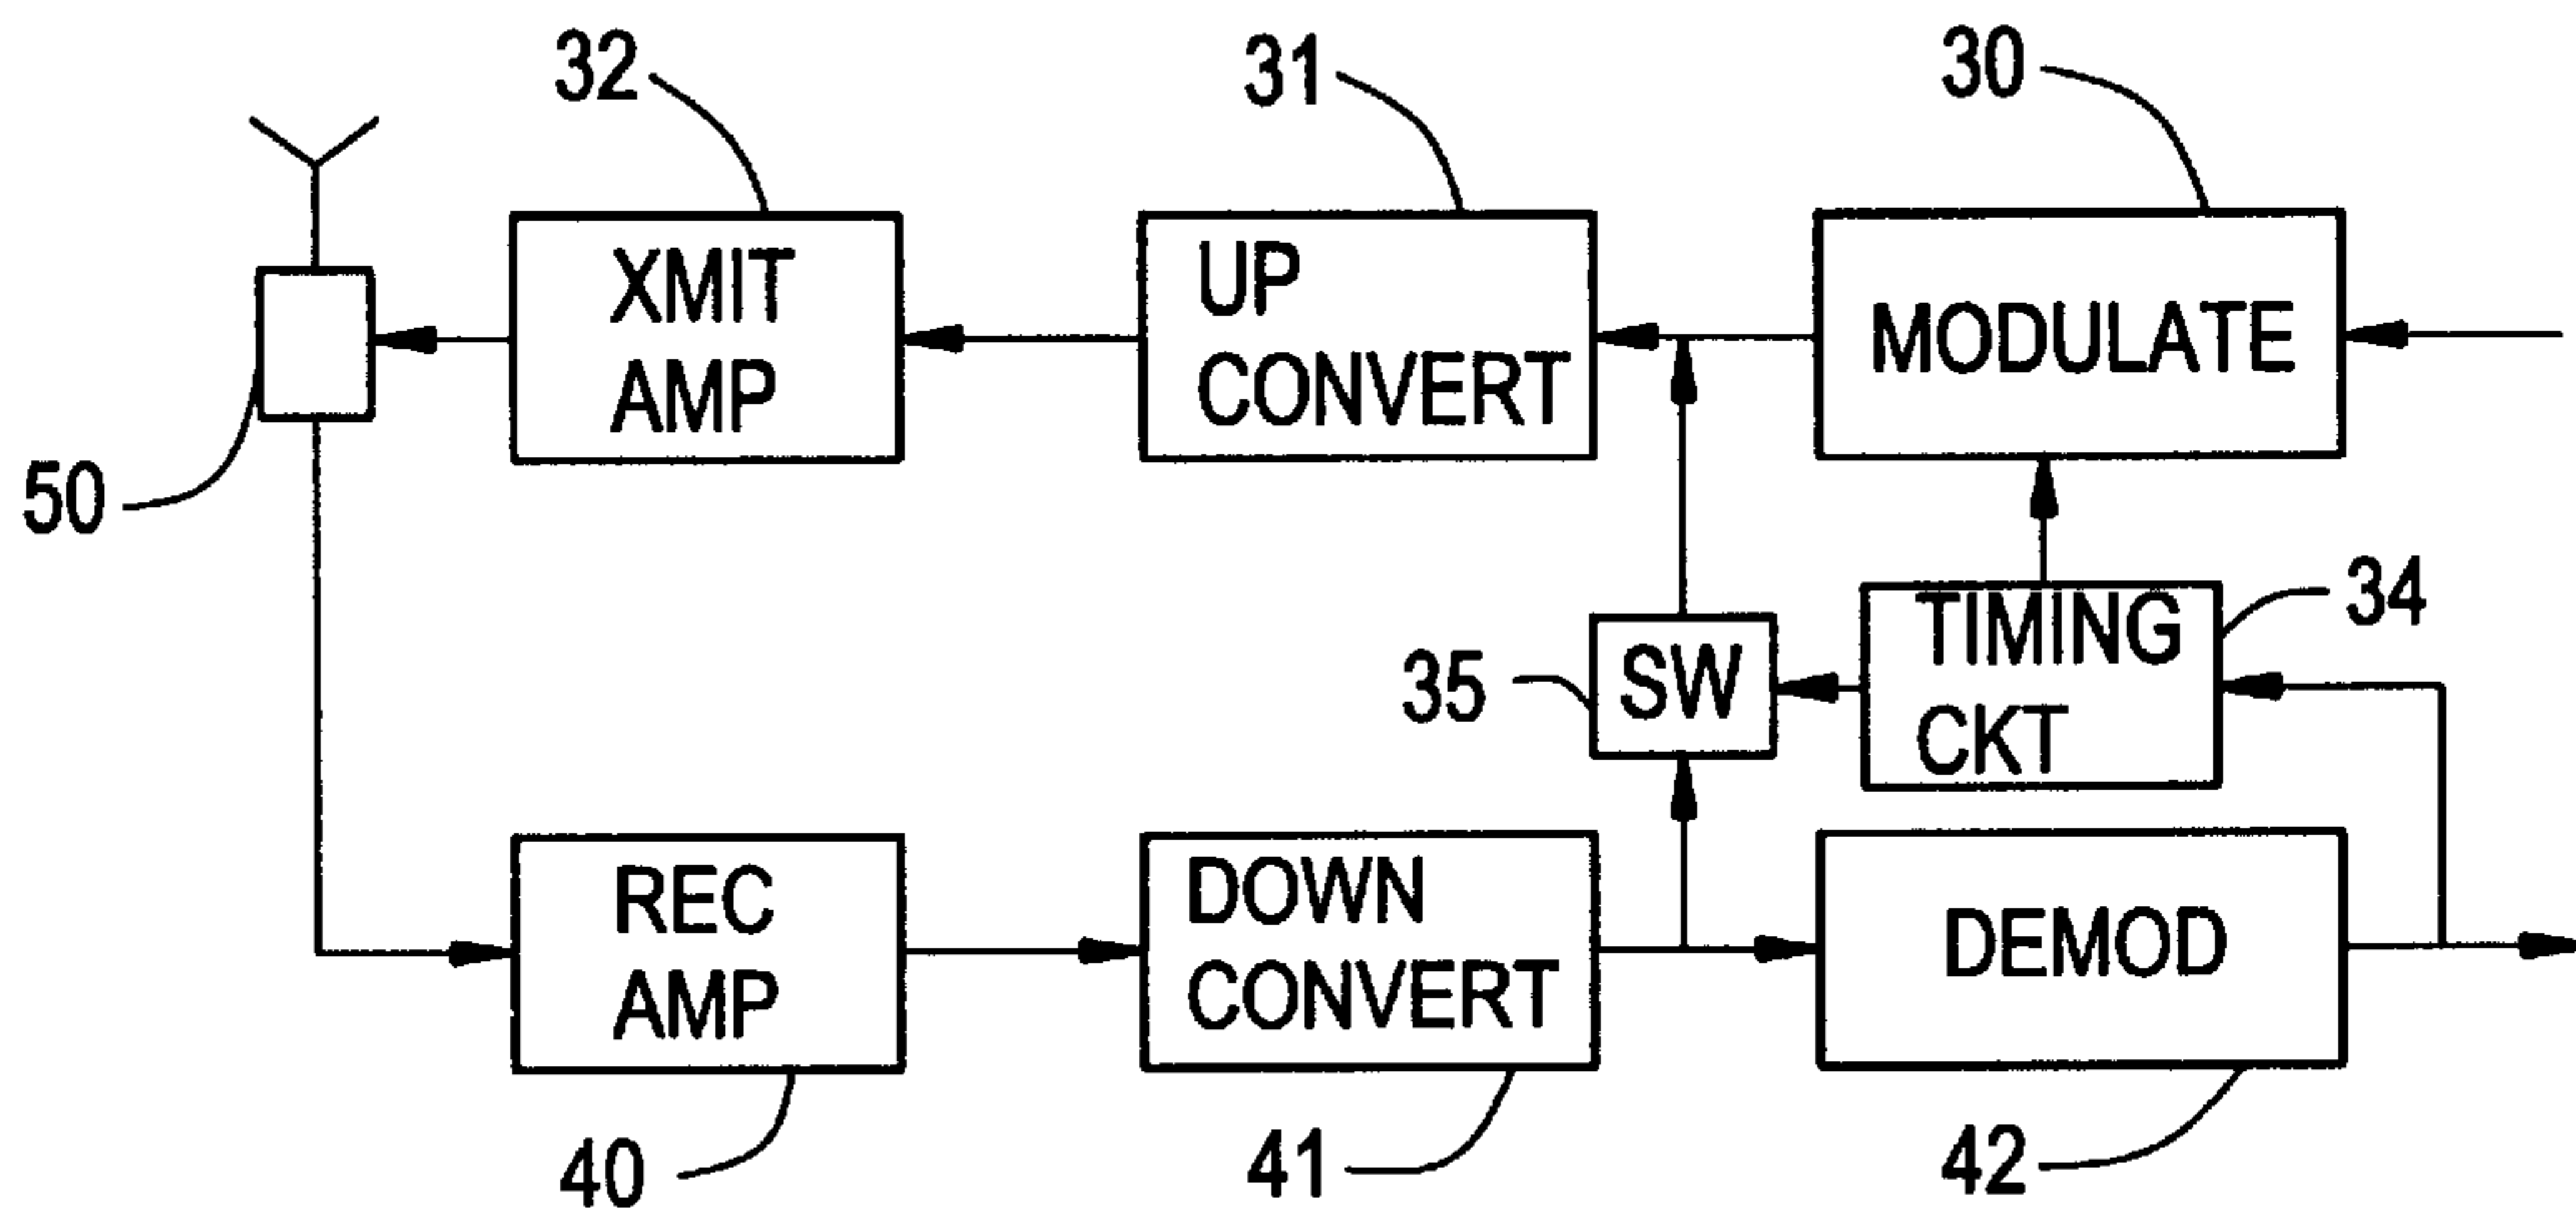 32
31
30
XMIT
AMP
UP
CONVERT
MODULATE
50
35
SW
TIMING
CKT
34
REC
AMP
DOWN
CONVERT
DEMOD
40
41
42